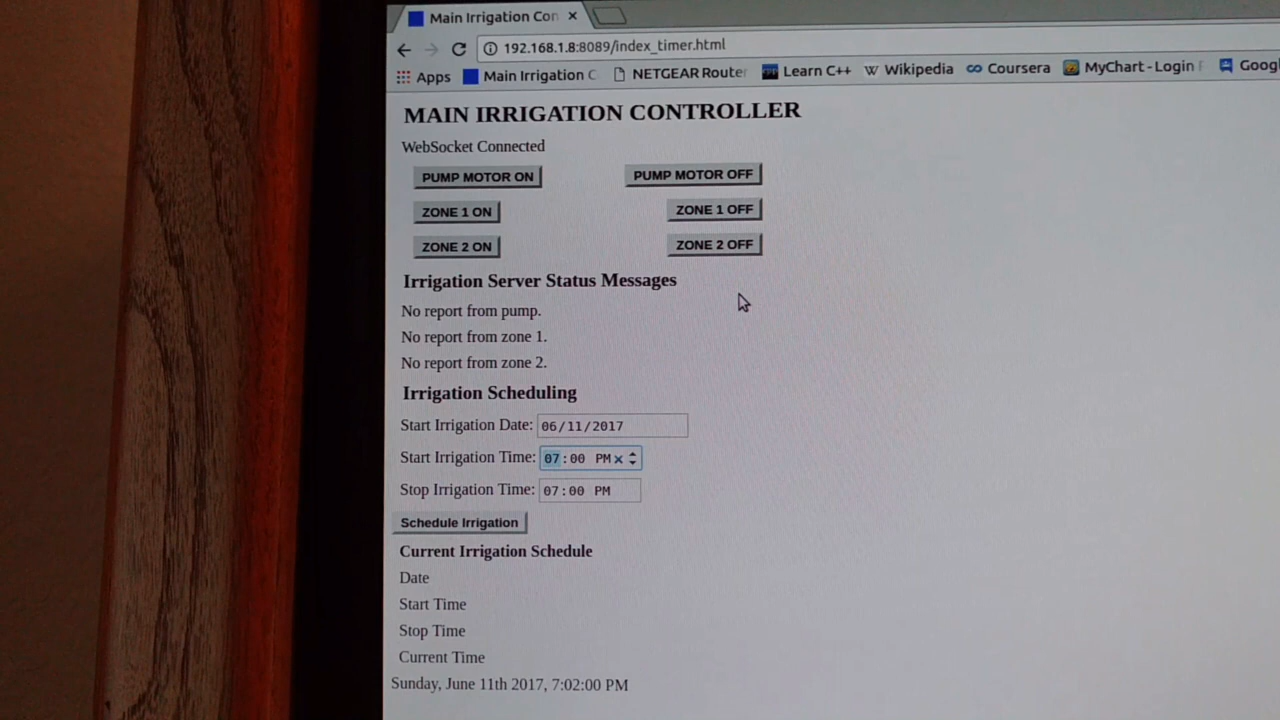 Main Irrigation Con
192.168.1.8:8089/index_timer.html
Apps Main Irrigation C NETGEAR Router Learn C++ W Wikipedia Coursera MyChart - Login Goog
MAIN IRRIGATION CONTROLLER
WebSocket Connected
PUMP MOTOR ON PUMP MOTOR OFF
ZONE 1 ON ZONE 1 OFF
ZONE 2 ON ZONE 2 OFF
Irrigation Server Status Messages
No report from pump.
No report from zone 1.
No report from zone 2.
Irrigation Scheduling
Start Irrigation Date: 06/11/2017
Start Irrigation Time: 07:00 PM
Stop Irrigation Time: 07:00 PM
Schedule Irrigation
Current Irrigation Schedule
Date
Start Time
Stop Time
Current Time
Sunday, June 11th 2017, 7:02:00 PM